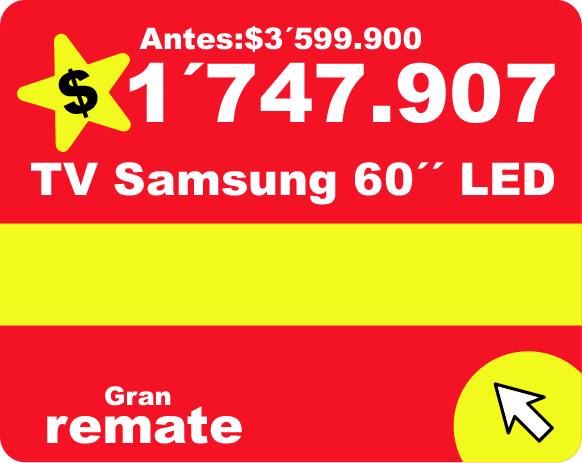 Antes:$3´599.900
$1´747.907
TV Samsung 60´´ LED
Gran
remate